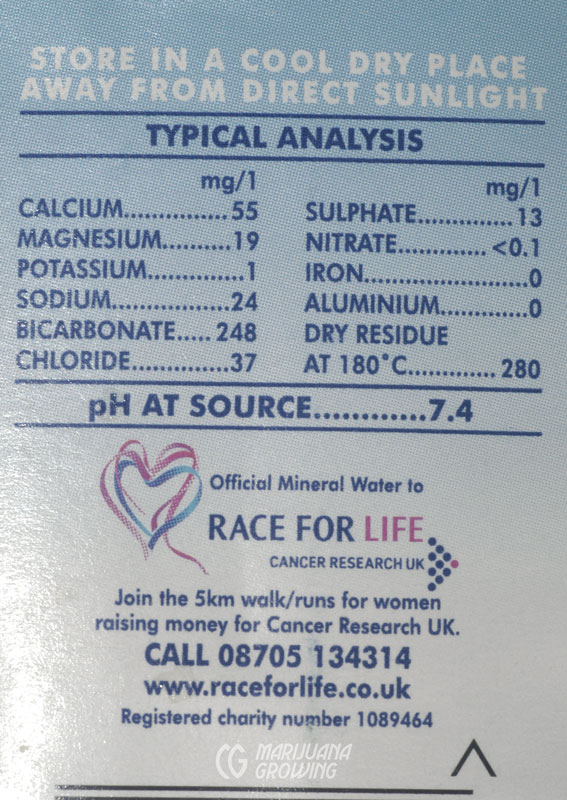 STORE IN A COOL DRY PLACE
AWAY FROM DIRECT SUNLIGHT
TYPICAL ANALYSIS
mg/1
CALCIUM................55
MAGNESIUM..........19
POTASSIUM..............1
SODIUM..................24
BICARBONATE..... 248
CHLORIDE...............37
mg/1
SULPHATE..............13
NITRATE............. <0.1
IRON........................0
ALUMINIUM.............0
DRY RESIDUE
AT 180°C............. 280
pH AT SOURCE............7.4
Official Mineral Water to
RACE FOR LIFE
CANCER RESEARCH UK
Join the 5km walk/runs for women
raising money for Cancer Research UK.
CALL 08705 134314
www.raceforlife.co.uk
Registered charity number 1089464
CG MARIJUANA
GROWING